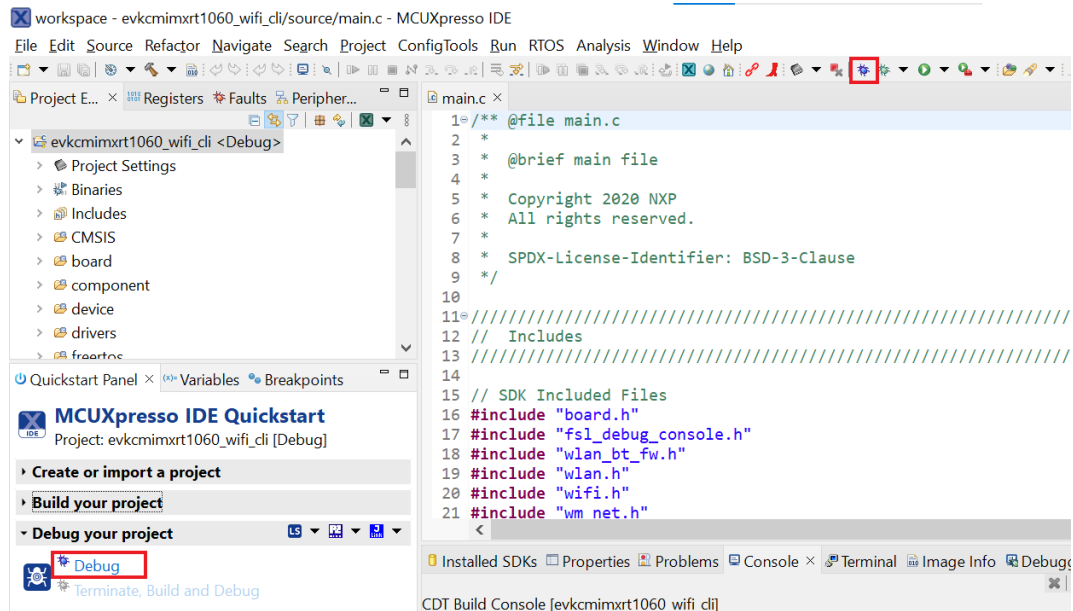 workspace - evkcmimxrt1060_wifi_cli/source/main.c - MCUXpresso IDE
File Edit Source Refactor Navigate Search Project ConfigTools Run RTOS Analysis Window Help
Project E... Registers Faults Peripher...
evkcmimxrt1060_wifi_cli <Debug>
Project Settings
Binaries
Includes
CMSIS
board
component
device
drivers
freertos
Quickstart Panel Variables Breakpoints
IDE
MCUXpresso IDE Quickstart
Project: evkcmimxrt1060_wifi_cli [Debug]
Create or import a project
Build your project
Debug your project LS
Debug
Terminate, Build and Debug
main.c
1 /** @file main.c
2 *
3 * @brief main file
4 *
5 * Copyright 2020 NXP
6 * All rights reserved.
7 *
8 * SPDX-License-Identifier: BSD-3-Clause
9 */
10
11 ////////////////////////////////////////////////////////////////
12 // Includes
13 ////////////////////////////////////////////////////////////////
14
15 // SDK Included Files
16 #include "board.h"
17 #include "fsl_debug_console.h"
18 #include "wlan_bt_fw.h"
19 #include "wlan.h"
20 #include "wifi.h"
21 #include "wm_net.h"
Installed SDKs Properties Problems Console Terminal Image Info Debugg
CDT Build Console [evkcmimxrt1060_wifi_cli]